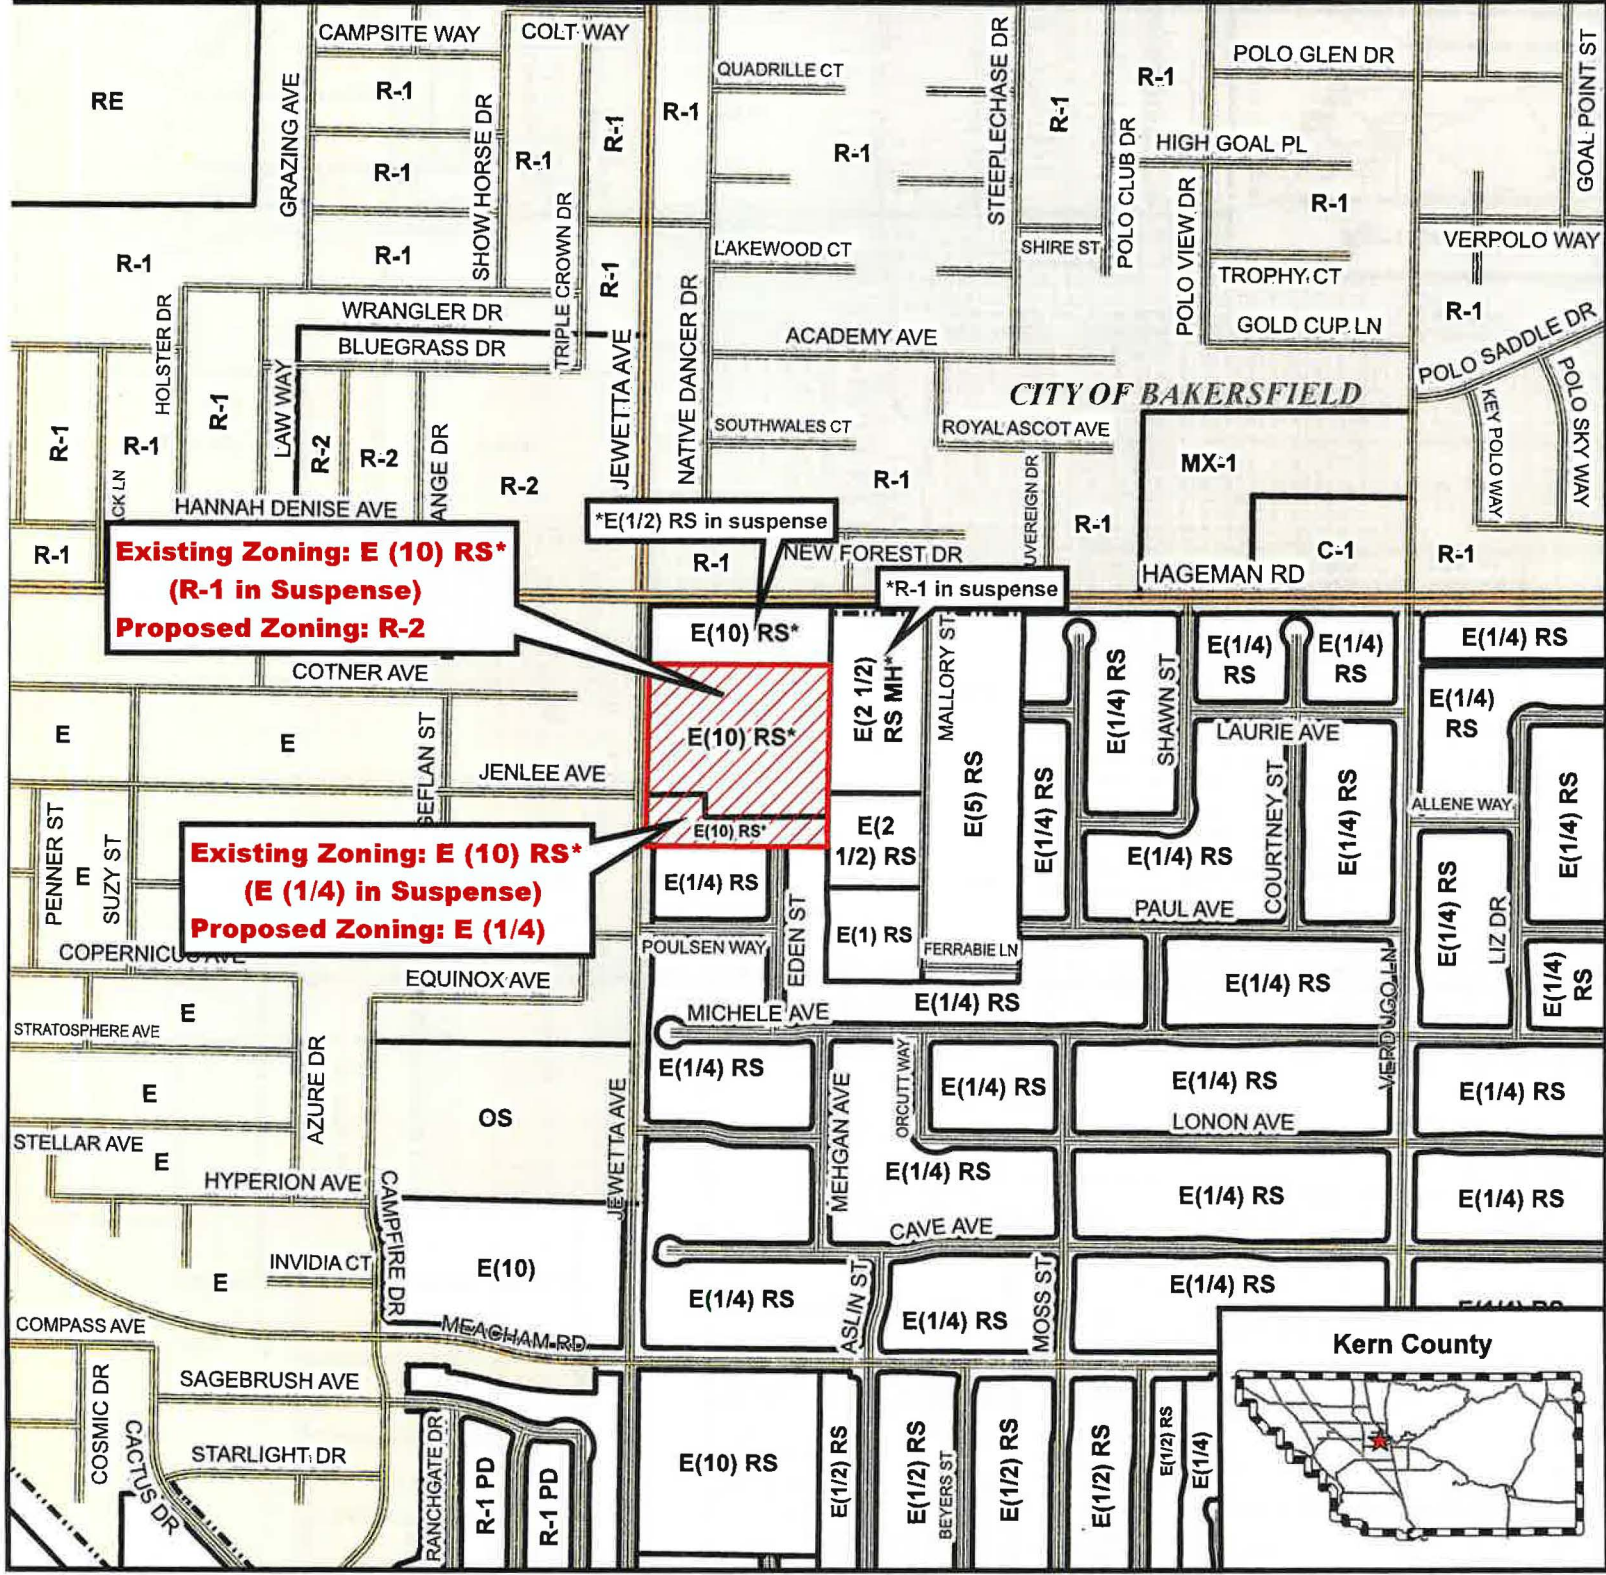 CAMPSITE WAY
COLT WAY
QUADRILLE CT
STEEPLECHASE DR
POLO GLEN DR
GOAL POINT ST
RE
GRAZING AVE
R-1
SHOW HORSE DR
R-1
R-1
R-1
R-1
R-1
R-1
POLO CLUB DR
HIGH GOAL PL
R-1
R-1
POLO VIEW DR
R-1
R-1
R-1
TRIPLE CROWN DR
R-1
LAKEWOOD CT
SHIRE ST
VERPOLO WAY
TROPHY CT
HOLSTER DR
WRANGLER DR
BLUEGRASS DR
JEWETTA AVE
NATIVE DANCER DR
ACADEMY AVE
GOLD CUP LN
R-1
POLO SADDLE DR
CITY OF BAKERSFIELD
KEY POLO WAY
POLO SKY WAY
R-1
R-1
R-1
LAW WAY
R-2
R-2
ANGE DR
R-2
SOUTHWALES CT
ROYAL ASCOT AVE
MX-1
R-1
UVEREIGN DR
R-1
C-1
R-1
CK LN
HANNAH DENISE AVE
*E(1/2) RS in suspense
R-1
NEW FOREST DR
*R-1 in suspense
HAGEMAN RD
R-1
Existing Zoning: E (10) RS*
(R-1 in Suspense)
Proposed Zoning: R-2
E(10) RS*
E(2 1/2)
RS MH*
MALLORY ST
E(1/4) RS
SHAWN ST
E(1/4)
RS
E(1/4)
RS
E(1/4) RS
COTNER AVE
E(10) RS*
E(1/4)
RS
LAURIE AVE
E
E
SEFLAN ST
JENLEE AVE
E(5) RS
E(1/4) RS
COURTNEY ST
E(1/4) RS
ALLENE WAY
E(1/4) RS
E(10) RS*
E(2
1/2) RS
E(1/4) RS
PENNER ST
E
SUZY ST
Existing Zoning: E (10) RS*
(E (1/4) in Suspense)
Proposed Zoning: E (1/4)
E(1/4) RS
EDEN ST
E(1) RS
FERRABIE LN
PAUL AVE
E(1/4) RS
LIZ DR
E(1/4)
RS
COPERNICUS AVE
POULSEN WAY
EQUINOX AVE
MICHELE AVE
E(1/4) RS
E(1/4) RS
VERDUGO LN
E
STRATOSPHERE AVE
AZURE DR
E
E(1/4) RS
MEHGAN AVE
ORCUTT WAY
E(1/4) RS
E(1/4) RS
E(1/4) RS
OS
JEWETTA AVE
LONON AVE
STELLAR AVE
E
HYPERION AVE
CAMPFIRE DR
E(1/4) RS
E(1/4) RS
E(1/4) RS
CAVE AVE
INVIDIA CT
E
E(10)
E(1/4) RS
ASLIN ST
E(1/4) RS
MOSS ST
E(1/4) RS
E(1/4) RS
COMPASS AVE
MEACHAM RD
COSMIC DR
SAGEBRUSH AVE
CACTUS DR
STARLIGHT DR
RANCHGATE DR
R-1 PD
R-1 PD
E(10) RS
E(1/2) RS
E(1/2) RS
BEYERS ST
E(1/2) RS
E(1/2) RS
E(1/2) RS
E(1/4)
Kern County